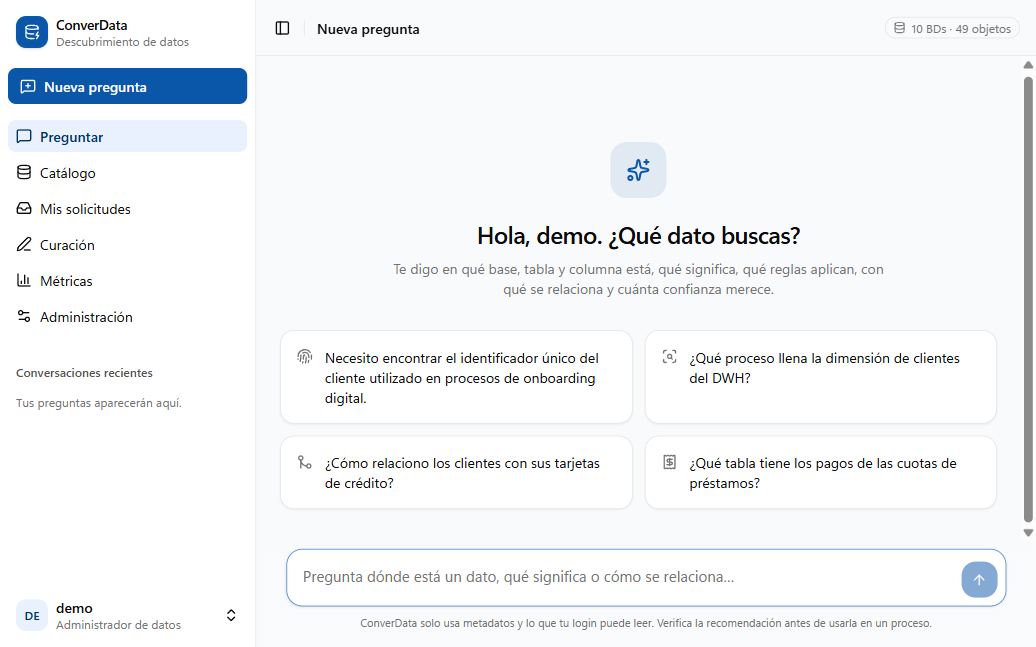 ConverData
Descubrimiento de datos
Nueva pregunta
Preguntar
Catálogo
Mis solicitudes
Curación
Métricas
Administración
Conversaciones recientes
Tus preguntas aparecerán aquí.
DE
demo
Administrador de datos
Nueva pregunta
10 BDs · 49 objetos
Hola, demo. ¿Qué dato buscas?
Te digo en qué base, tabla y columna está, qué significa, qué reglas aplican, con
qué se relaciona y cuánta confianza merece.
Necesito encontrar el identificador único del
cliente utilizado en procesos de onboarding
digital.
¿Qué proceso llena la dimensión de clientes
del DWH?
¿Cómo relaciono los clientes con sus tarjetas
de crédito?
¿Qué tabla tiene los pagos de las cuotas de
préstamos?
Pregunta dónde está un dato, qué significa o cómo se relaciona...
ConverData solo usa metadatos y lo que tu login puede leer. Verifica la recomendación antes de usarla en un proceso.